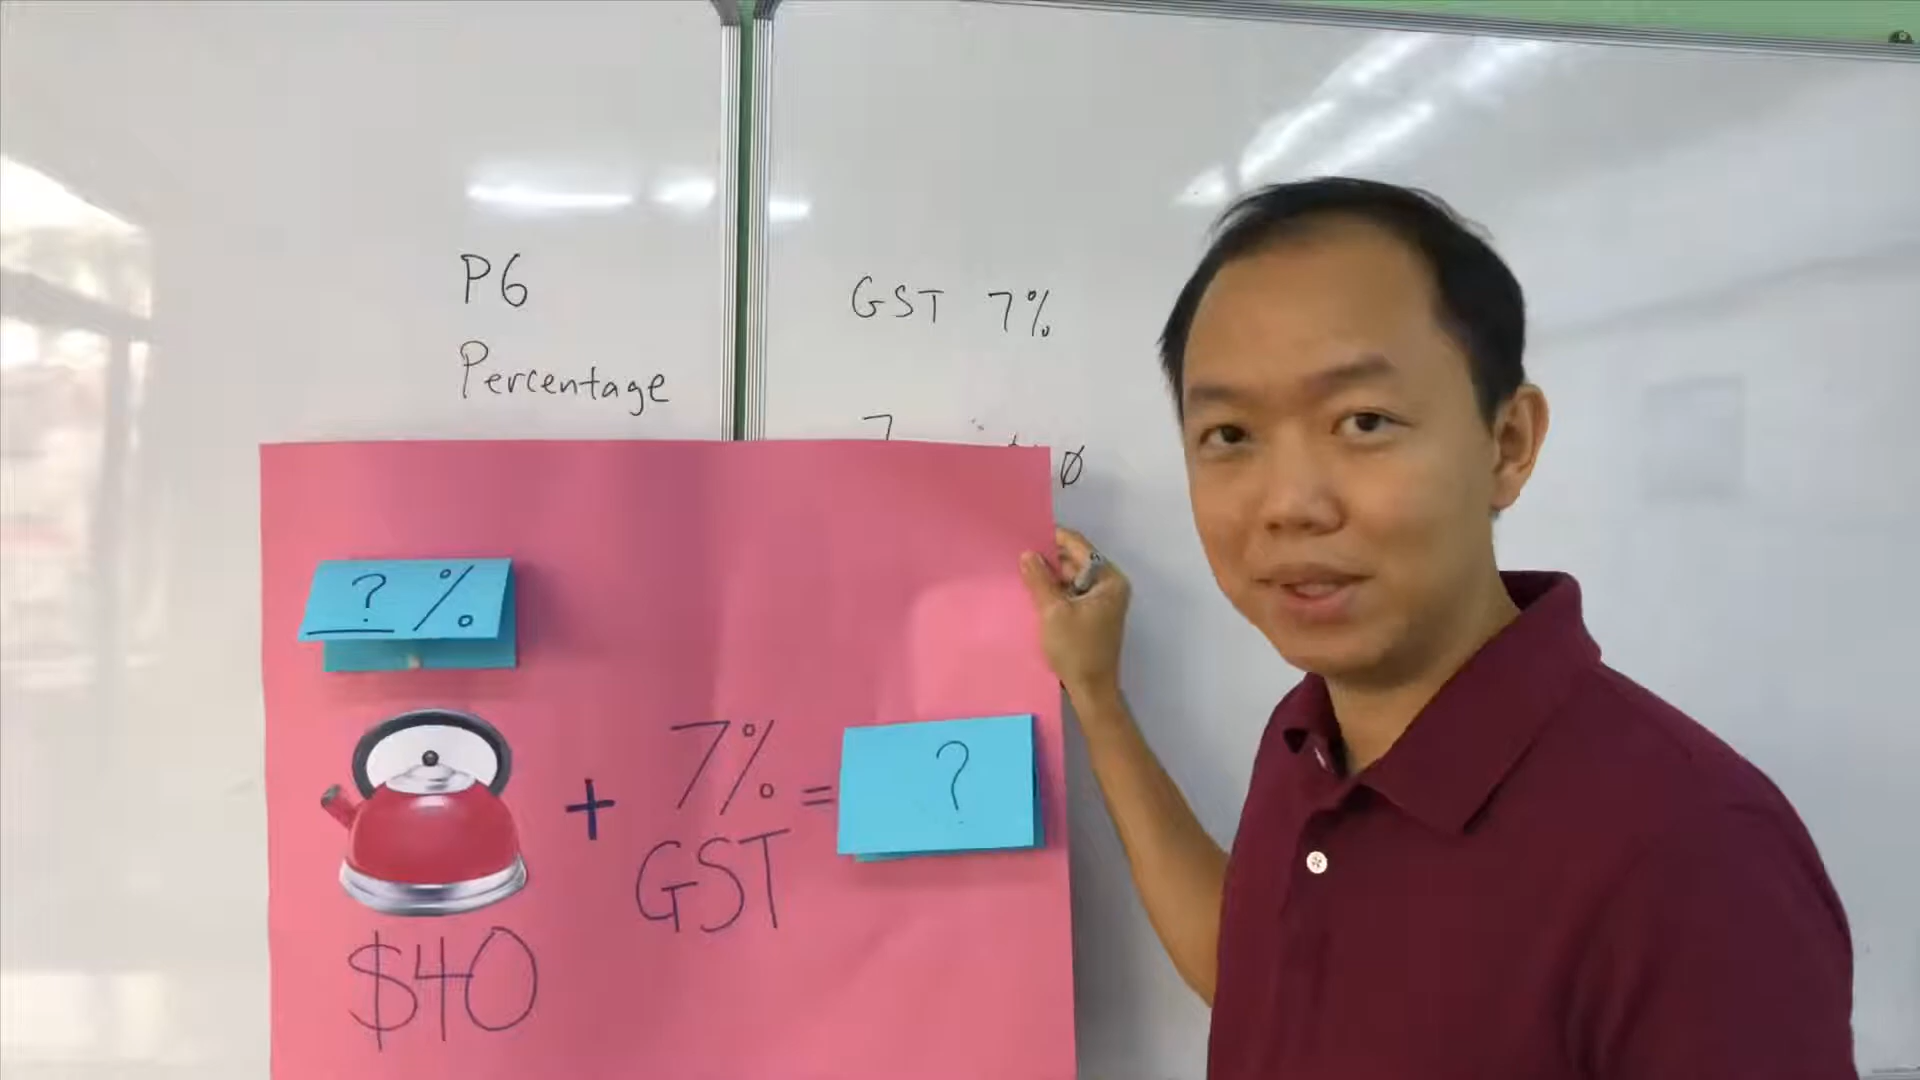 P6
Percentage
GST 7%
? %
+ 7% = ?
GST
$40